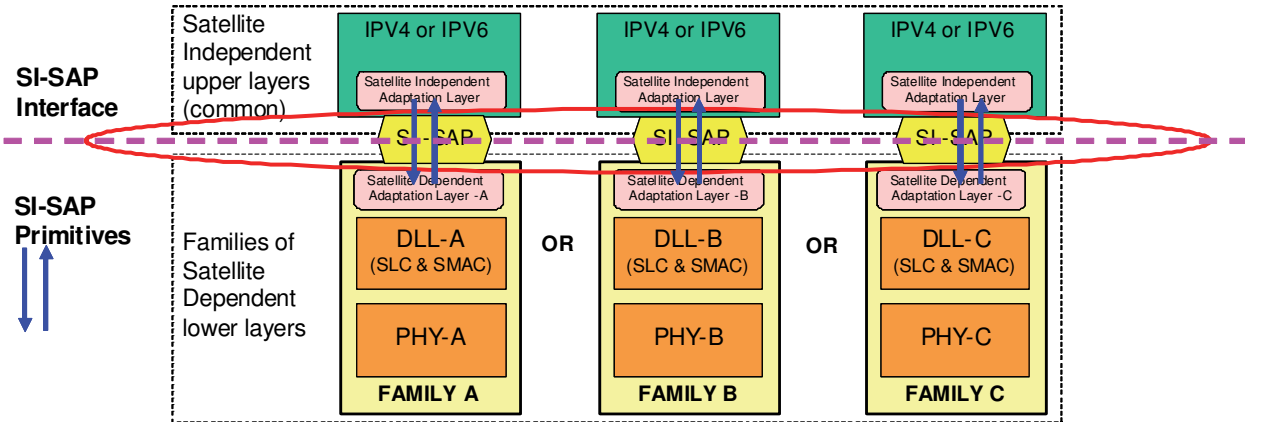 Satellite
Independent
upper layers
(common)
SI-SAP
Interface
IPV4 or IPV6
Satellite Independent
Adaptation Layer
SI-SAP
IPV4 or IPV6
Satellite Independent
Adaptation Layer
SI-SAP
IPV4 or IPV6
Satellite Independent
Adaptation Layer
SI-SAP
SI-SAP
Primitives
Families of
Satellite
Dependent
lower layers
Satellite Dependent
Adaptation Layer -A
DLL-A
(SLC & SMAC)
PHY-A
FAMILY A
OR
Satellite Dependent
Adaptation Layer -B
DLL-B
(SLC & SMAC)
PHY-B
FAMILY B
OR
Satellite Dependent
Adaptation Layer -C
DLL-C
(SLC & SMAC)
PHY-C
FAMILY C